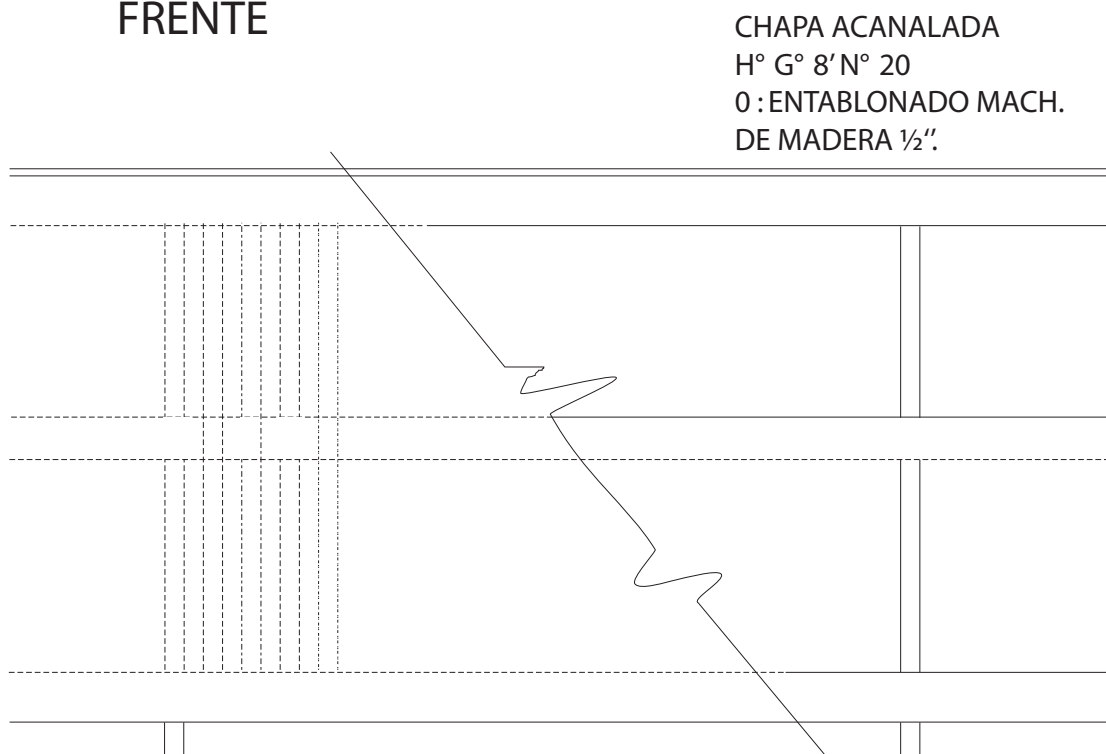 FRENTE
CHAPA ACANALADA
H° G° 8' N° 20
0 : ENTABLONADO MACH.
DE MADERA ½".